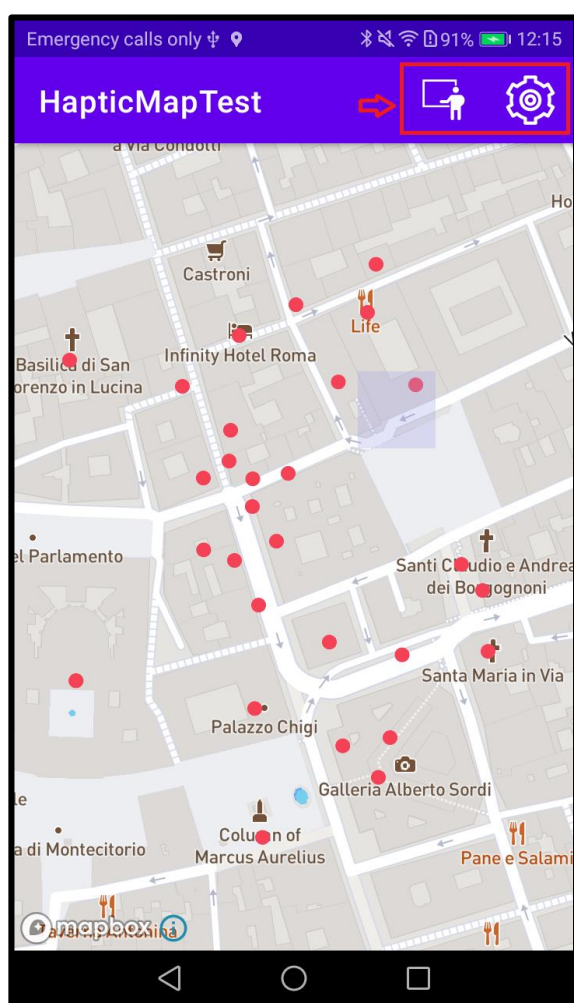 Emergency calls only
91% 12:15
HapticMapTest
a Via Condotti
Ho
Castroni
Life
Infinity Hotel Roma
Basilica di San
orenzo in Lucina
el Parlamento
Santi Claudio e Andrea
dei Borgognoni
Santa Maria in Via
Palazzo Chigi
Galleria Alberto Sordi
le
Column of
Marcus Aurelius
a di Montecitorio
Pane e Salami
mapbox
Taverna Antonina